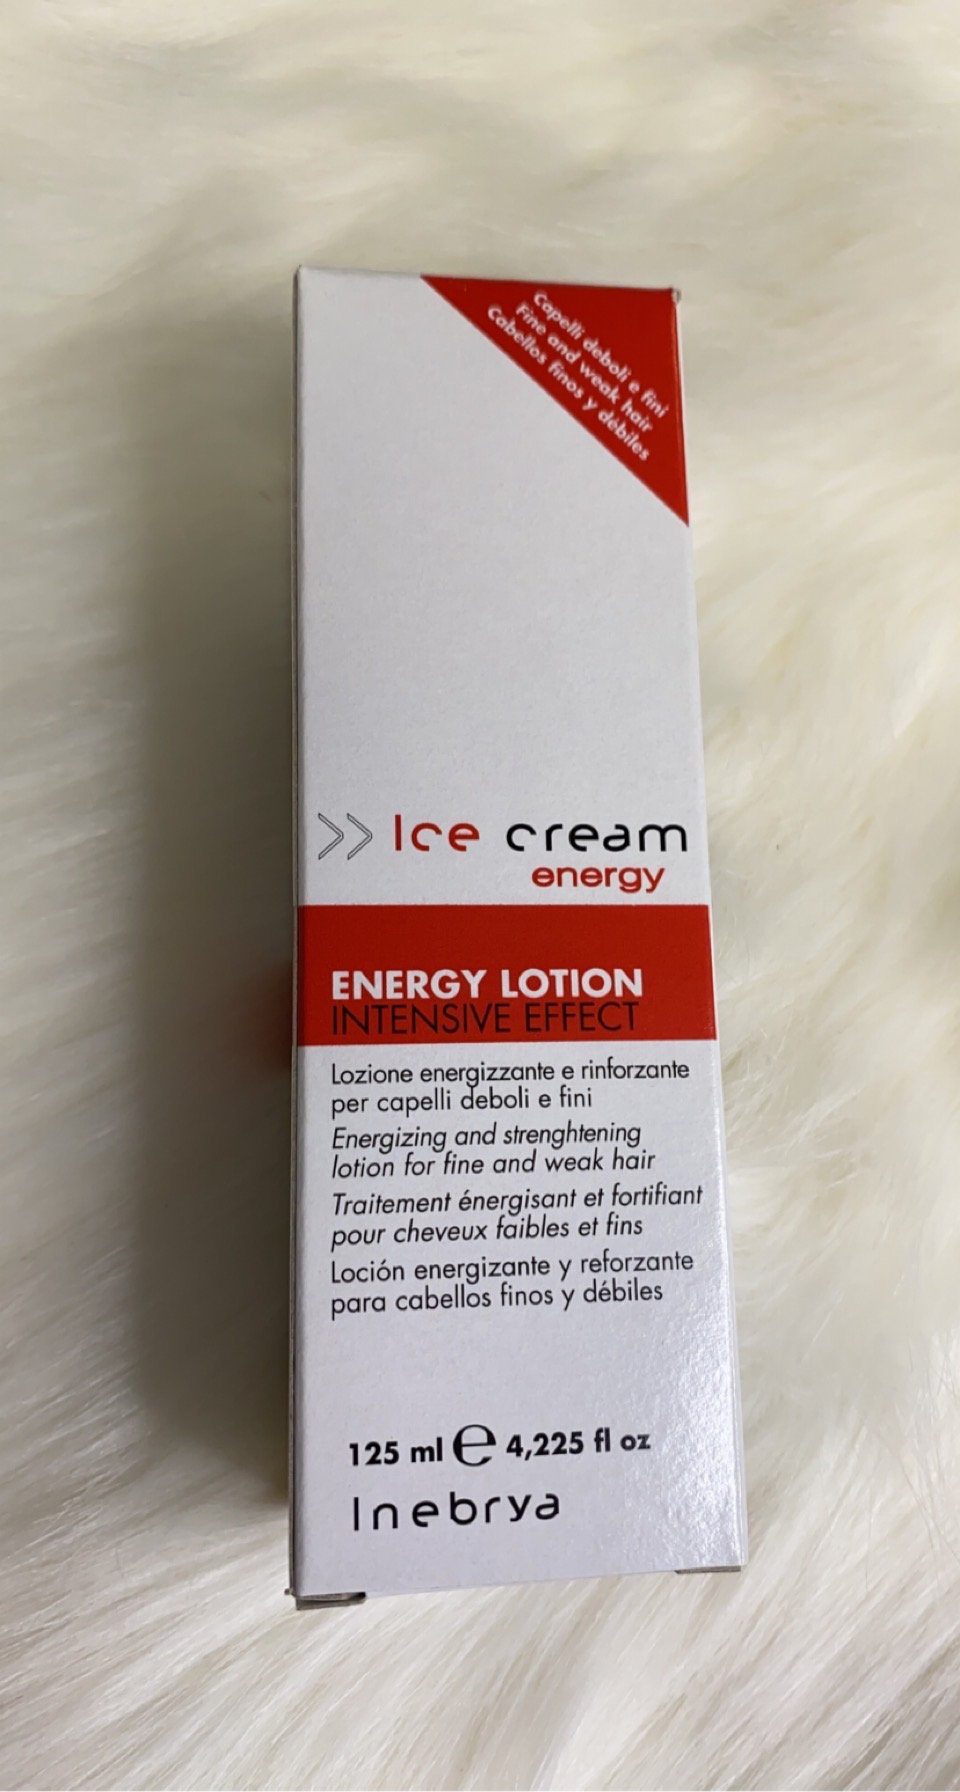 Capelli deboli e fini
Fine and weak hair
Cabellos finos y débiles
Ice cream
energy
ENERGY LOTION
INTENSIVE EFFECT
Lozione energizzante e rinforzante
per capelli deboli e fini
Energizing and strenghtening
lotion for fine and weak hair
Traitement énergisant et fortifiant
pour cheveux faibles et fins
Loción energizante y reforzante
para cabellos finos y débiles
125 ml ℮ 4,225 fl oz
Inebrya